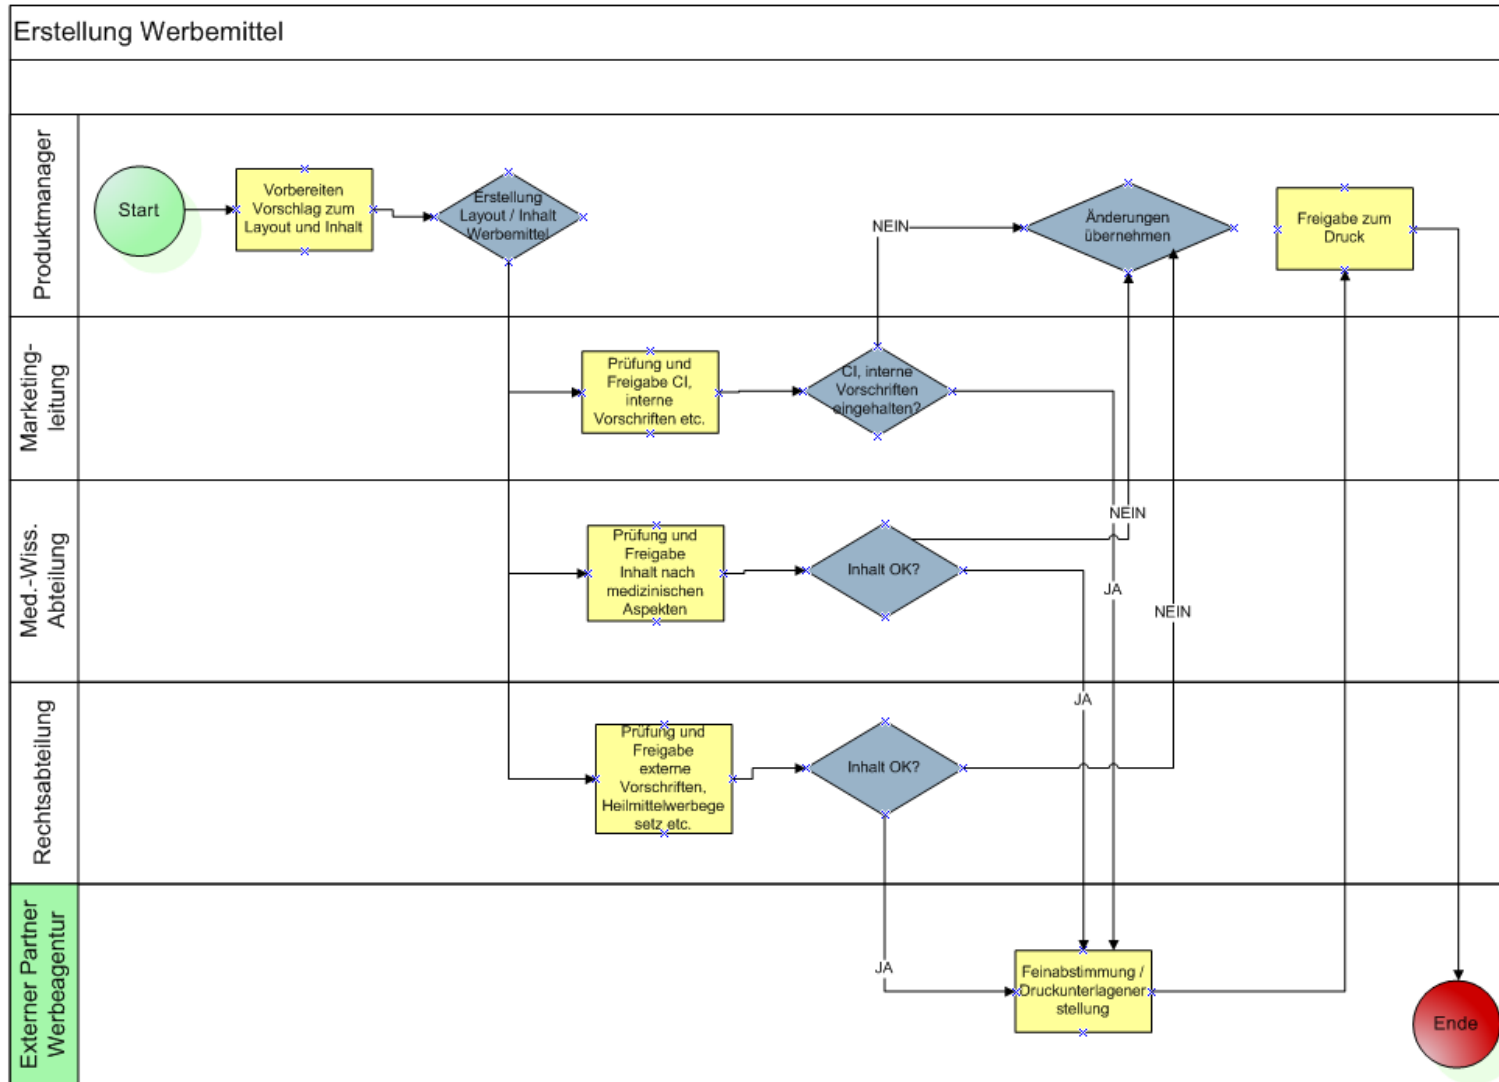 Erstellung Werbemittel
Produktmanager
Start
Vorbereiten
Vorschlag zum
Layout und Inhalt
Erstellung
Layout / Inhalt
Werbemittel
NEIN
Änderungen
übernehmen
Freigabe zum
Druck
Marketing-
leitung
Prüfung und
Freigabe CI,
interne
Vorschriften etc.
CI, interne
Vorschriften
eingehalten?
Med.-Wiss.
Abteilung
Prüfung und
Freigabe
Inhalt nach
medizinischen
Aspekten
Inhalt OK?
NEIN
JA
NEIN
Rechtsabteilung
Prüfung und
Freigabe
externe
Vorschriften,
Heilmittelwerbege
setz etc.
Inhalt OK?
JA
Externer Partner
Werbeagentur
JA
Feinabstimmung /
Druckunterlagener
stellung
Ende